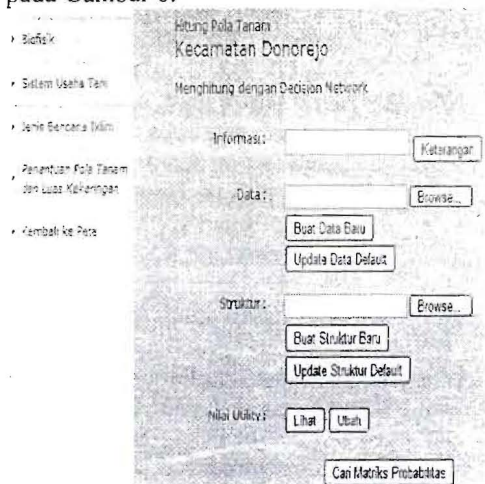 pada Gambar 6.
Biofisik
Sistem Usaha Tani
Jenis Bencana Iklim
Penentuan Pola Tanam
dan Luas Kekeringan
Kembali ke Peta
Hitung Pola Tanam
Kecamatan Donorejo
Menghitung dengan Decision Network
Informasi :
Keterangan
Data :
Browse...
Buat Data Baru
Update Data Default
Struktur :
Browse...
Buat Struktur Baru
Update Struktur Default
Nilai Utility :
Lihat
Ubah
Cari Matriks Probabilitas